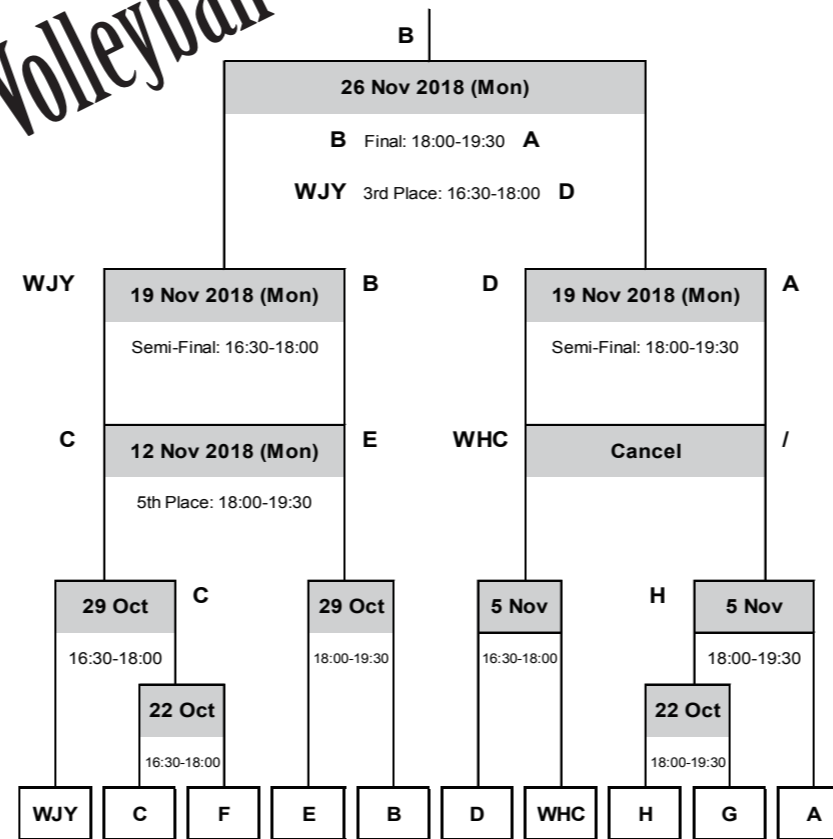 Volleyball
B
26 Nov 2018 (Mon)
B Final: 18:00-19:30 A
WJY 3rd Place: 16:30-18:00 D
WJY 19 Nov 2018 (Mon) B D 19 Nov 2018 (Mon) A
Semi-Final: 16:30-18:00 Semi-Final: 18:00-19:30
C 12 Nov 2018 (Mon) E WHC Cancel /
5th Place: 18:00-19:30
29 Oct C 29 Oct 5 Nov H 5 Nov
16:30-18:00 18:00-19:30 16:30-18:00 18:00-19:30
22 Oct 22 Oct
16:30-18:00 18:00-19:30
WJY C F E B D WHC H G A